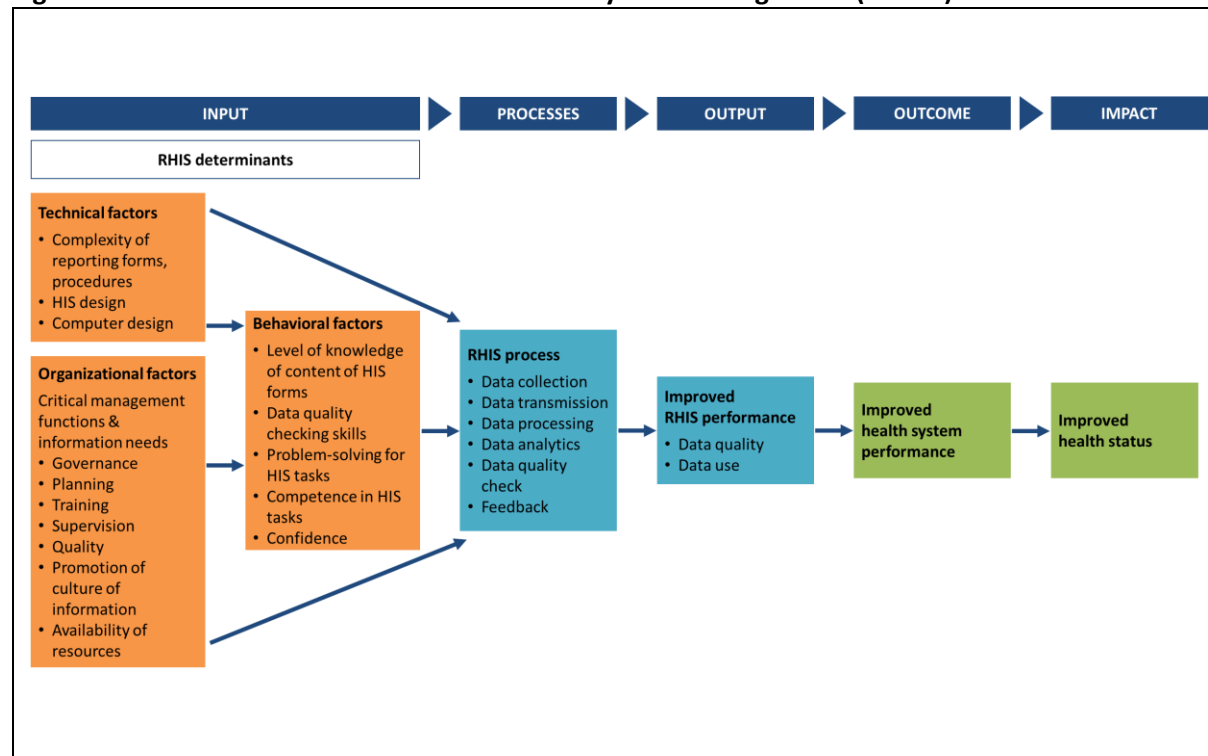 INPUT
PROCESSES
OUTPUT
OUTCOME
IMPACT
RHIS determinants
Technical factors
• Complexity of
reporting forms,
procedures
• HIS design
• Computer design
Organizational factors
Critical management
functions &
information needs
• Governance
• Planning
• Training
• Supervision
• Quality
• Promotion of
culture of
information
• Availability of
resources
Behavioral factors
• Level of knowledge
of content of HIS
forms
• Data quality
checking skills
• Problem-solving for
HIS tasks
• Competence in HIS
tasks
• Confidence
RHIS process
• Data collection
• Data transmission
• Data processing
• Data analytics
• Data quality
check
• Feedback
Improved
RHIS performance
• Data quality
• Data use
Improved
health system
performance
Improved
health status